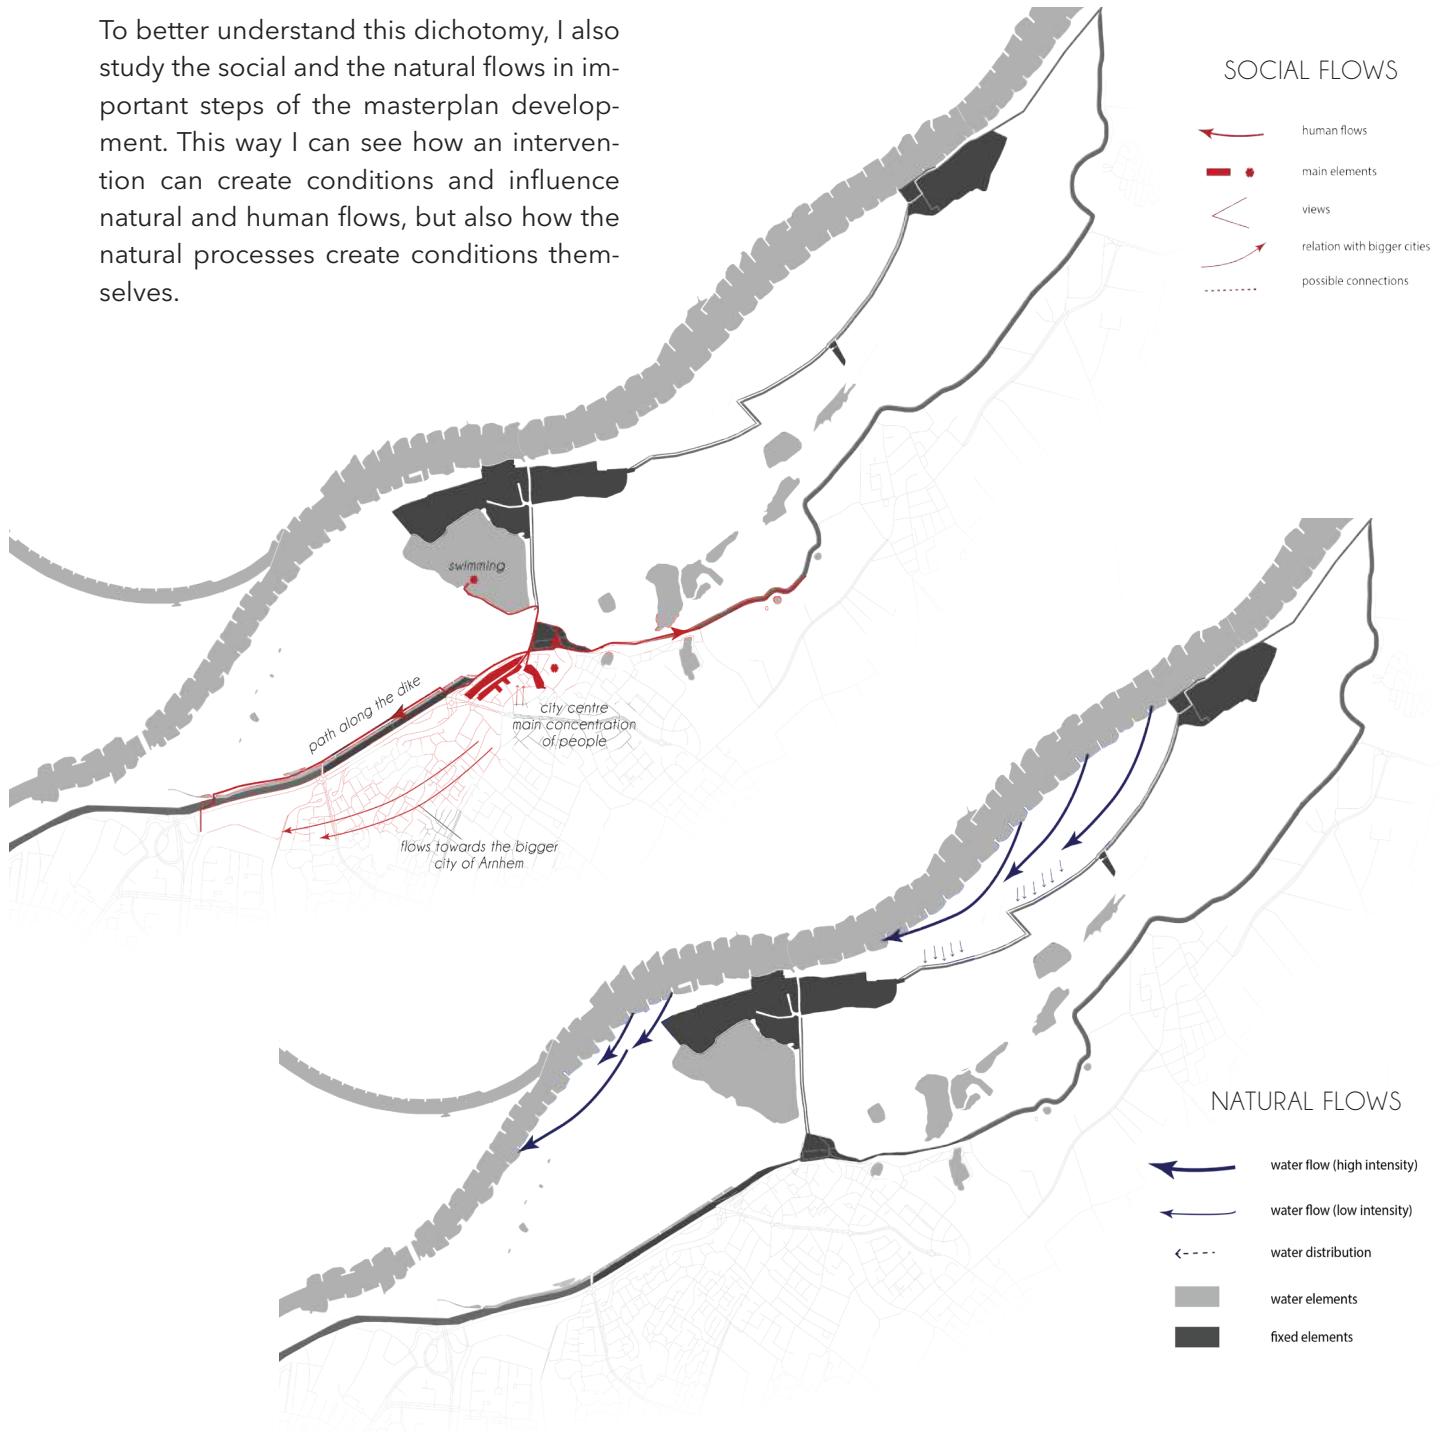 To better understand this dichotomy, I also
study the social and the natural flows in im-
portant steps of the masterplan develop-
ment. This way I can see how an interven-
tion can create conditions and influence
natural and human flows, but also how the
natural processes create conditions them-
selves.
SOCIAL FLOWS
human flows
main elements
views
relation with bigger cities
possible connections
swimming
path along the dike
city centre
main concentration
of people
flows towards the bigger
city of Arnhem
NATURAL FLOWS
water flow (high intensity)
water flow (low intensity)
water distribution
water elements
fixed elements